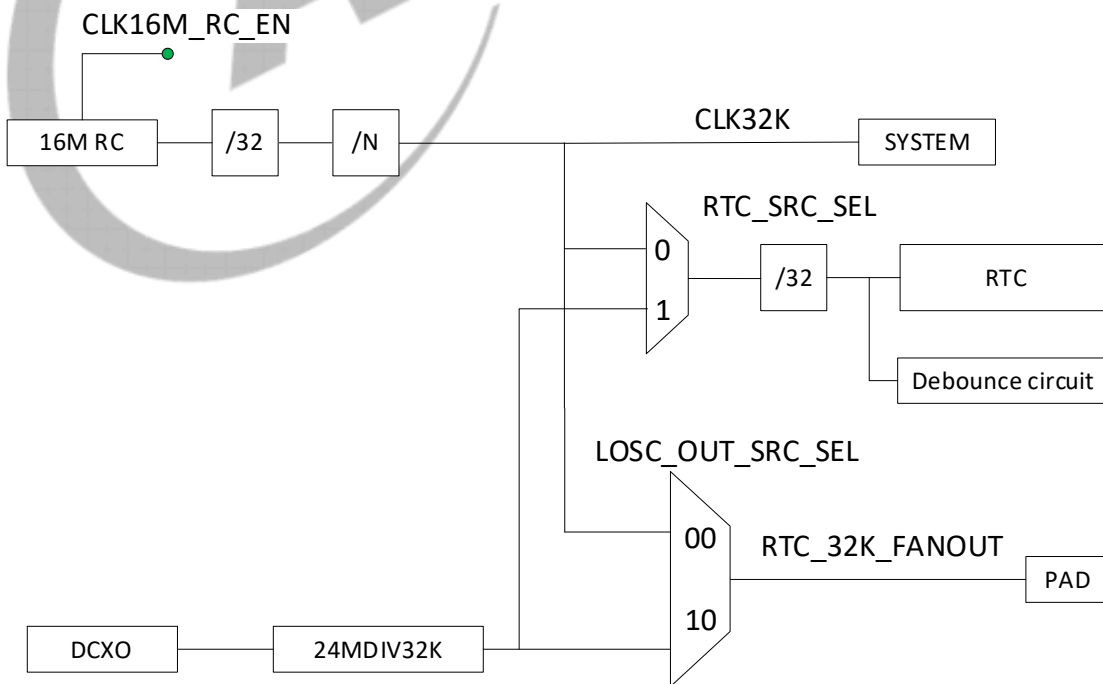 CLK16M_RC_EN
16M RC
/32
/N
CLK32K
SYSTEM
RTC_SRC_SEL
0
1
/32
RTC
Debounce circuit
LOSC_OUT_SRC_SEL
00
10
RTC_32K_FANOUT
PAD
DCXO
24MDIV32K